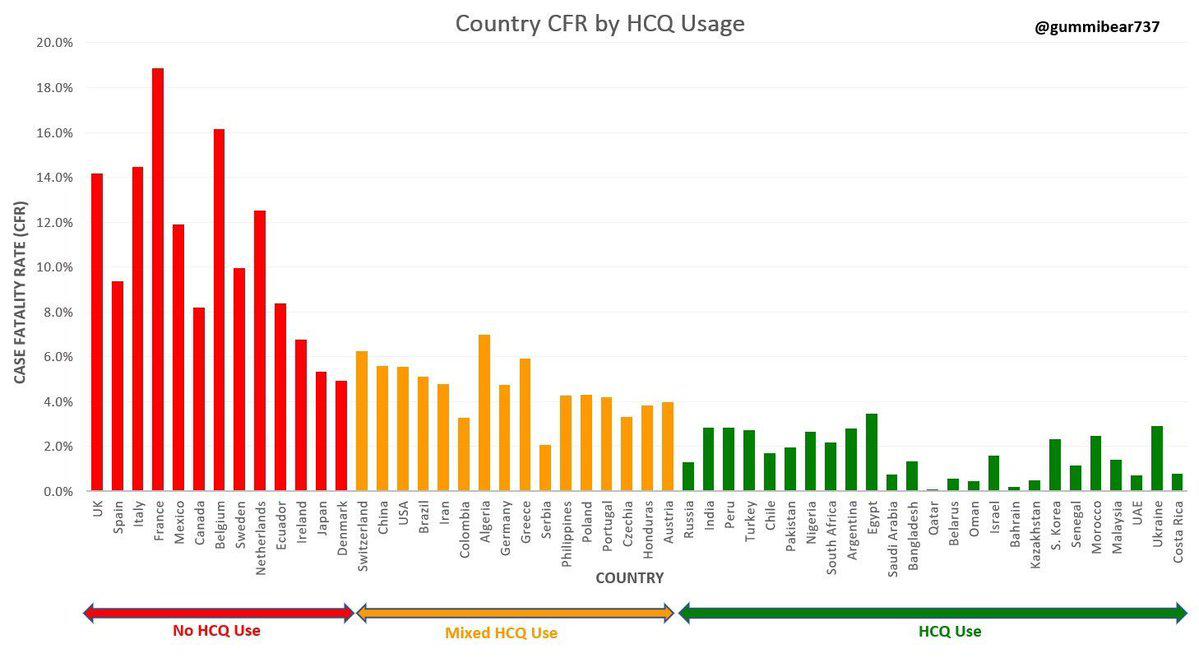 Country CFR by HCQ Usage
@gummibear737
20.0%
18.0%
16.0%
14.0%
12.0%
10.0%
8.0%
6.0%
4.0%
2.0%
0.0%
CASE FATALITY RATE (CFR)
UK
Spain
Italy
France
Mexico
Canada
Belgium
Sweden
Netherlands
Ecuador
Ireland
Japan
Denmark
Switzerland
China
USA
Brazil
Iran
Colombia
Algeria
Germany
Greece
Serbia
Philippines
Poland
Portugal
Czechia
Honduras
Austria
Russia
India
Peru
Turkey
Chile
Pakistan
Nigeria
South Africa
Argentina
Egypt
Saudi Arabia
Bangladesh
Qatar
Belarus
Oman
Israel
Bahrain
Kazakhstan
S. Korea
Senegal
Morocco
Malaysia
UAE
Ukraine
Costa Rica
COUNTRY
No HCQ Use
Mixed HCQ Use
HCQ Use